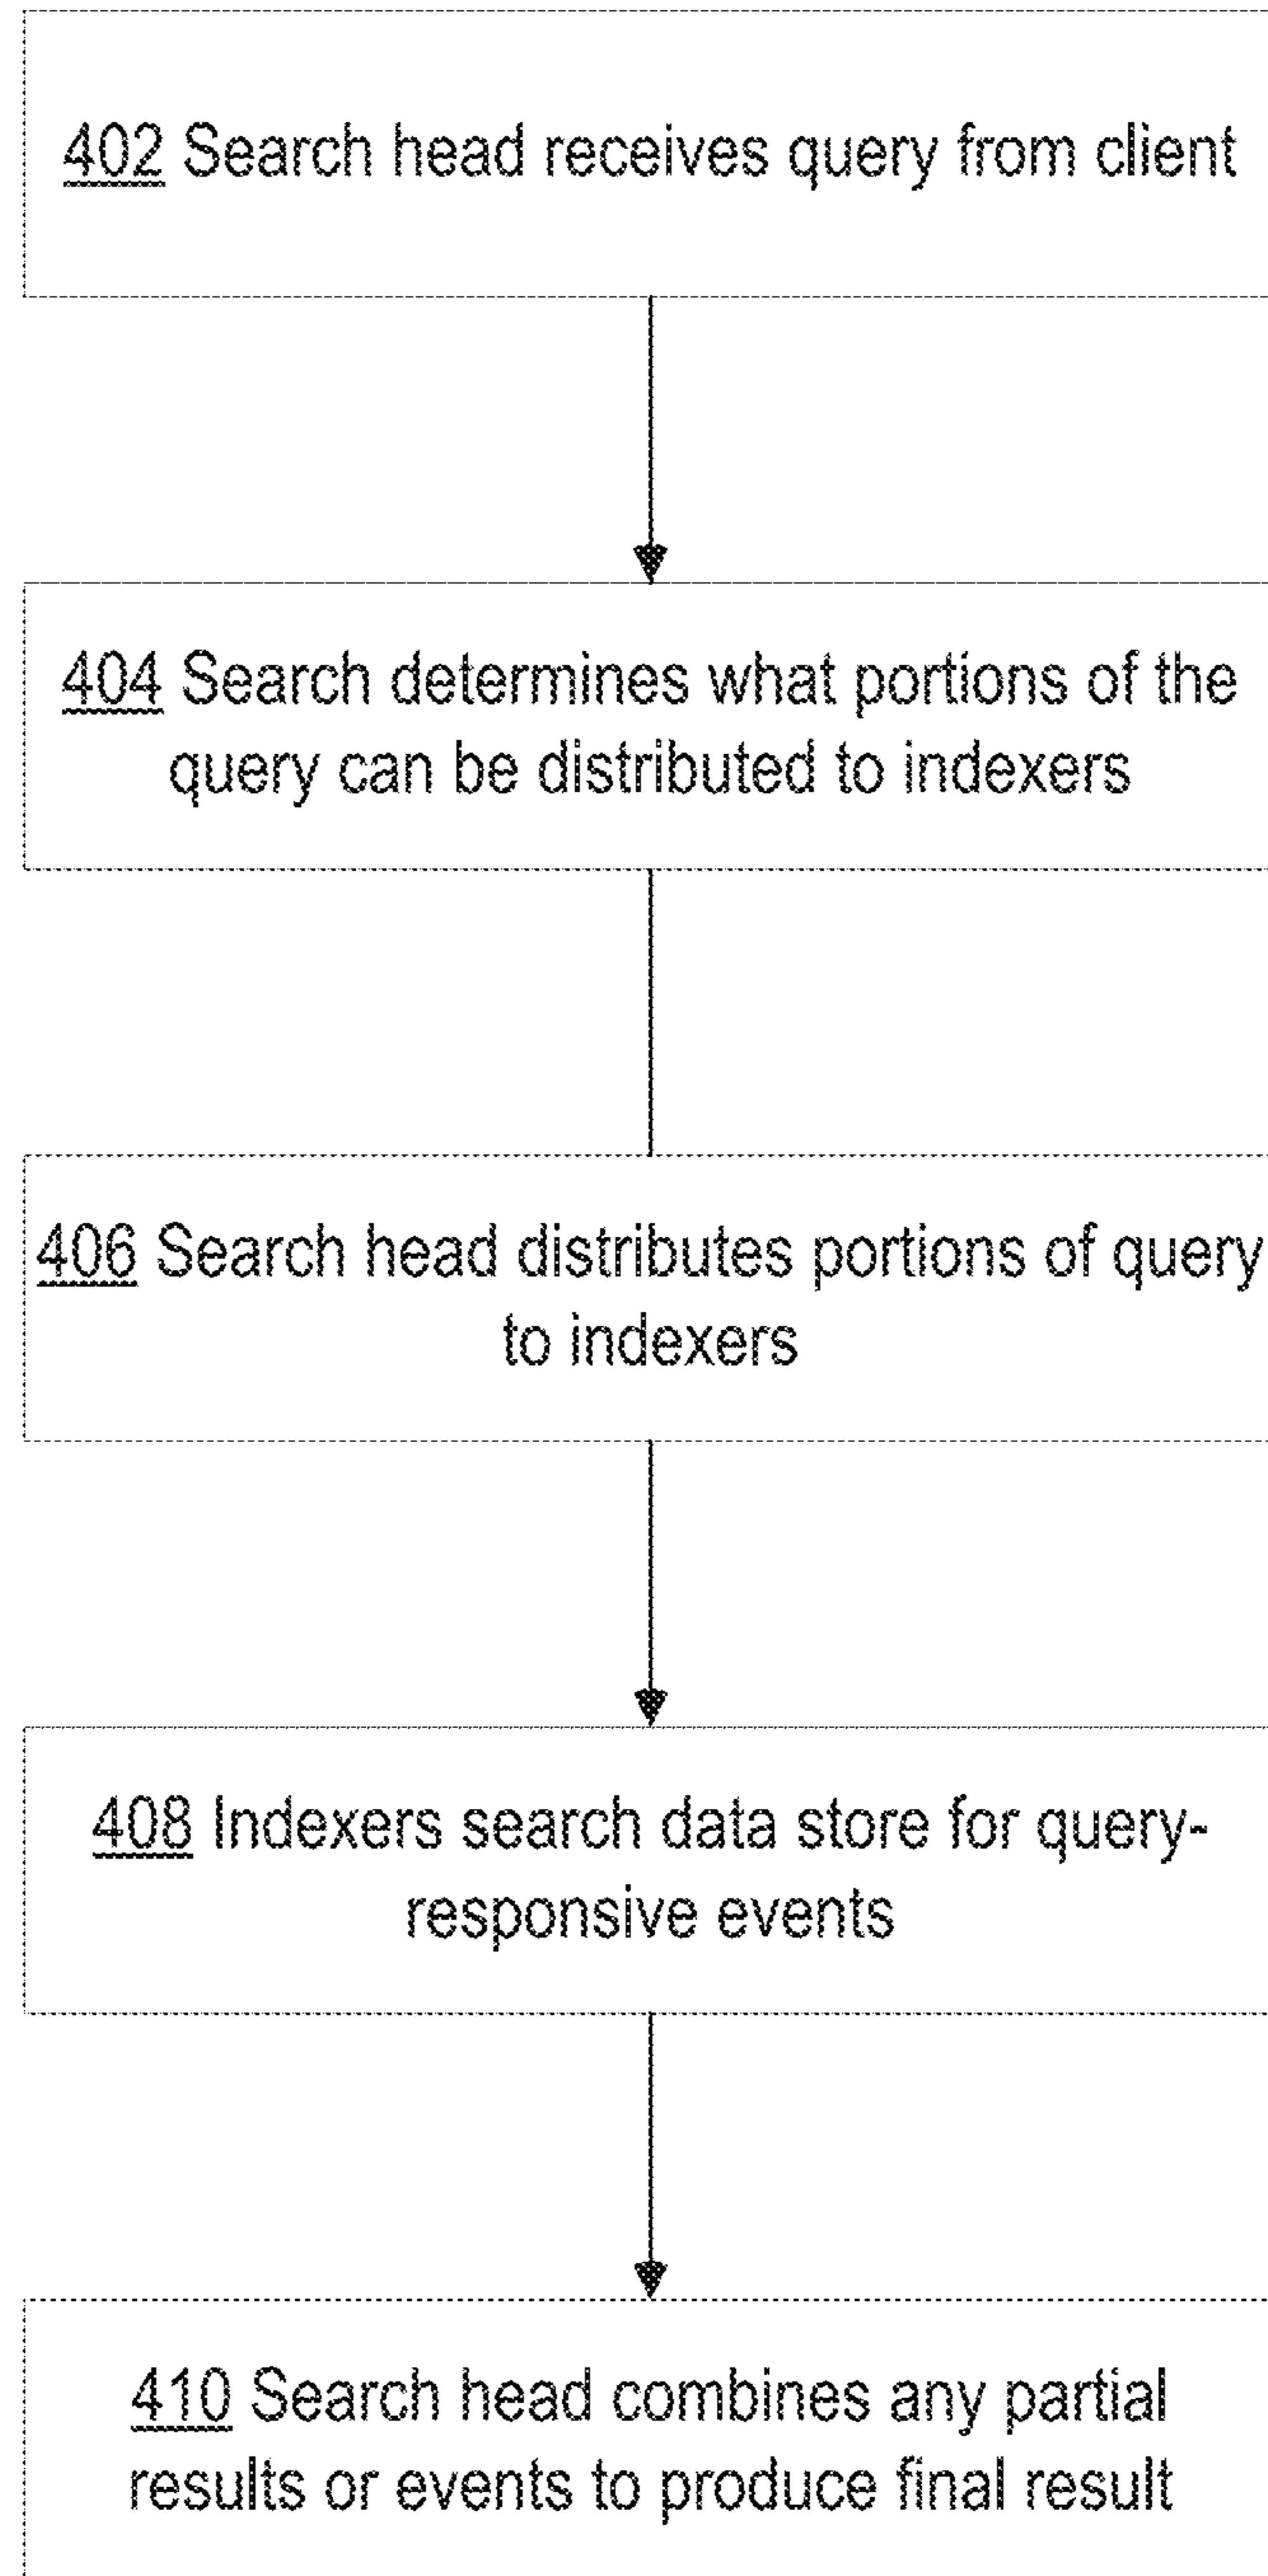 402 Search head receives query from client
404 Search determines what portions of the
query can be distributed to indexers
406 Search head distributes portions of query
to indexers
408 Indexers search data store for query-
responsive events
410 Search head combines any partial
results or events to produce final result